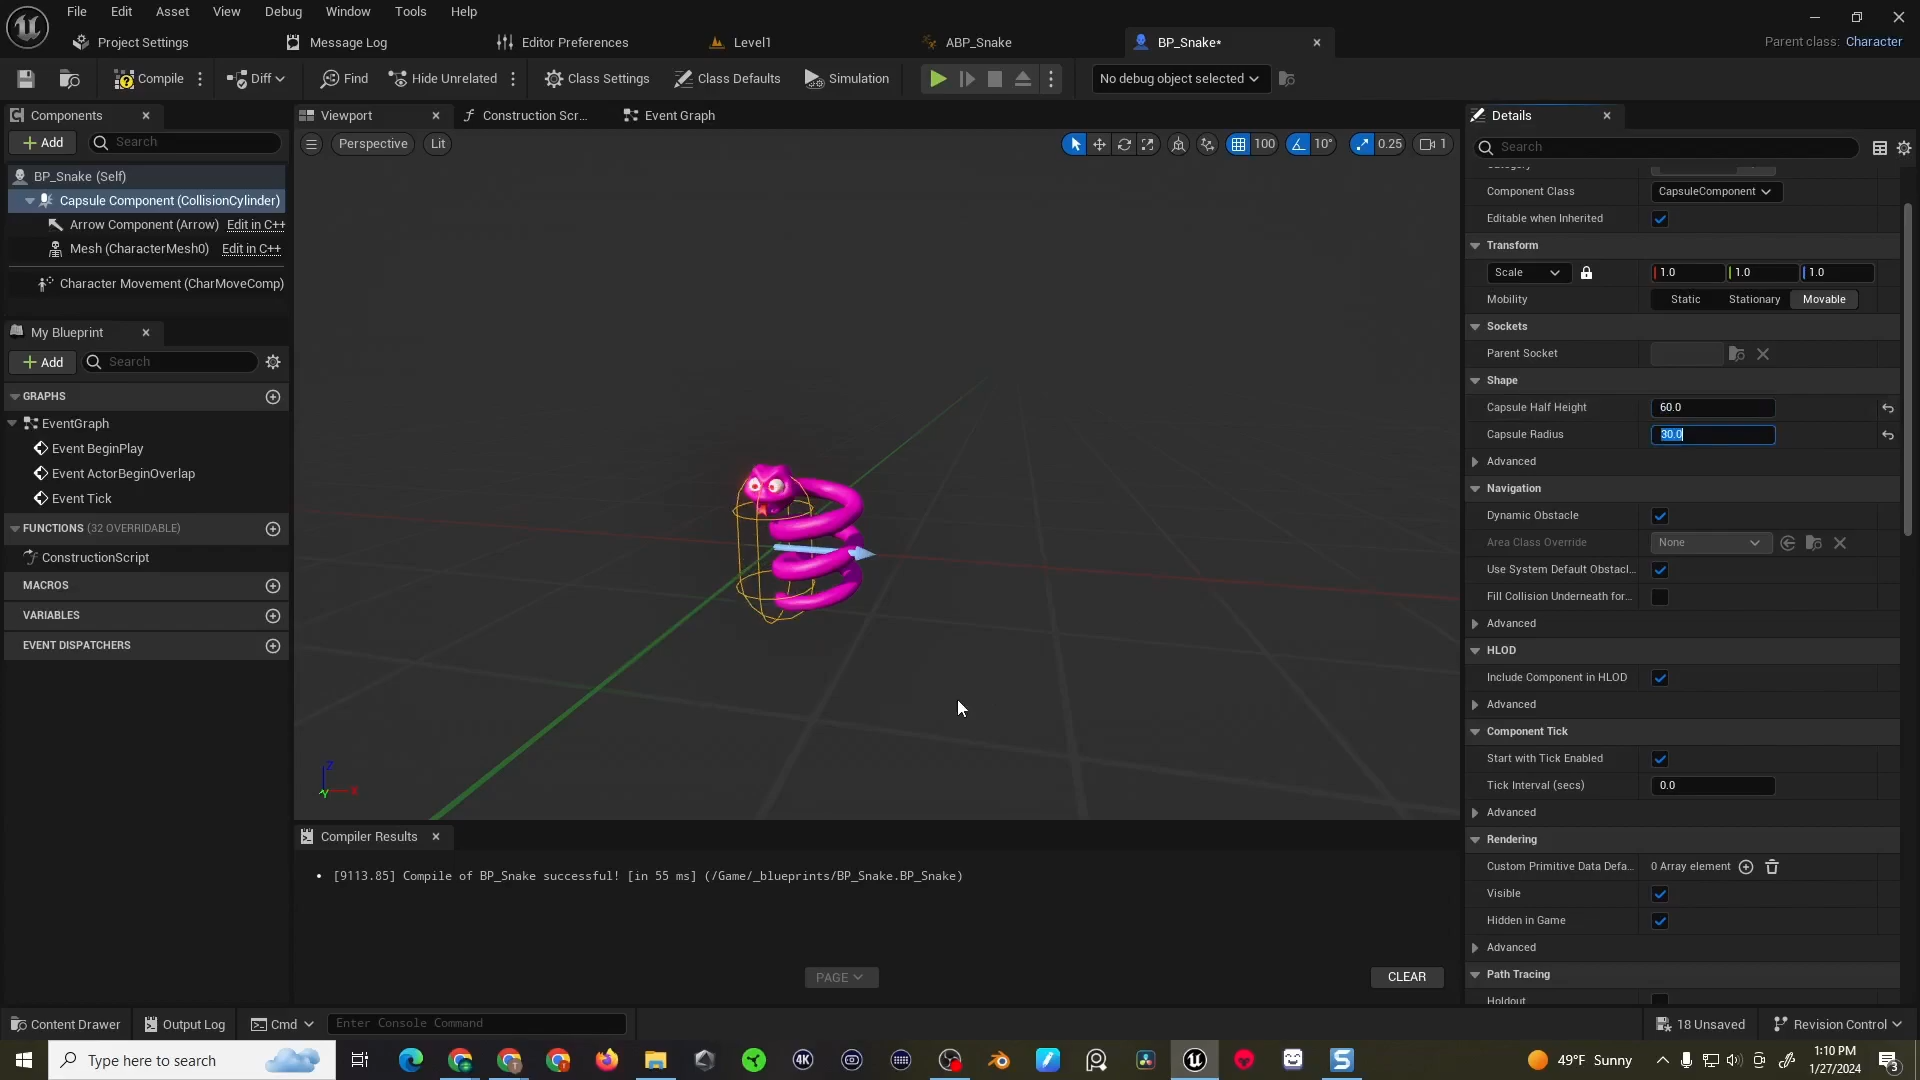 File Edit Asset View Debug Window Tools Help
Project Settings Message Log Editor Preferences Level1 ABP_Snake BP_Snake* Parent class: Character
Compile Diff Find Hide Unrelated Class Settings Class Defaults Simulation No debug object selected
Components Viewport Construction Scr... Event Graph Details
Add Search Perspective Lit 100 10° 0.25 1 Search
BP_Snake (Self)
Capsule Component (CollisionCylinder)
Arrow Component (Arrow) Edit in C++
Mesh (CharacterMesh0) Edit in C++
Character Movement (CharMoveComp)
My Blueprint
Add Search
GRAPHS
EventGraph
Event BeginPlay
Event ActorBeginOverlap
Event Tick
FUNCTIONS (32 OVERRIDABLE)
ConstructionScript
MACROS
VARIABLES
EVENT DISPATCHERS
Z
X
Y
Component Class CapsuleComponent
Editable when Inherited
Transform
Scale 1.0 1.0 1.0
Mobility Static Stationary Movable
Sockets
Parent Socket
Shape
Capsule Half Height 60.0
Capsule Radius 30.0
Advanced
Navigation
Dynamic Obstacle
Area Class Override None
Use System Default Obstacl...
Fill Collision Underneath for...
Advanced
HLOD
Include Component in HLOD
Advanced
Component Tick
Start with Tick Enabled
Tick Interval (secs) 0.0
Advanced
Rendering
Custom Primitive Data Defa... 0 Array element
Visible
Hidden in Game
Advanced
Path Tracing
Holdout
Compiler Results
[9113.85] Compile of BP_Snake successful! [in 55 ms] (/Game/_blueprints/BP_Snake.BP_Snake)
PAGE CLEAR
Content Drawer Output Log Cmd Enter Console Command 18 Unsaved Revision Control
Type here to search 4K 49°F Sunny 1:10 PM
1/27/2024 3